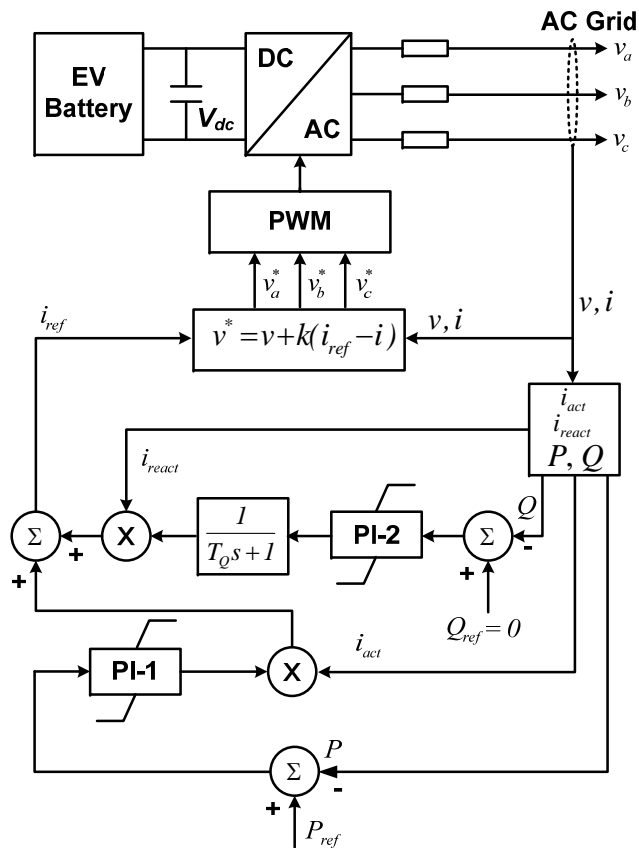 AC Grid
EV
Battery
V_dc
DC
AC
v_a
v_b
v_c
PWM
v_a^* v_b^* v_c^*
i_ref
v^* = v + k(i_ref − i)
v, i
v, i
i_act
i_react
P, Q
i_react
Q
Σ
+
+
X
1
T_Q s + 1
PI-2
Σ
-
+
Q_ref = 0
+
PI-1
X
i_act
P
Σ
-
+
P_ref